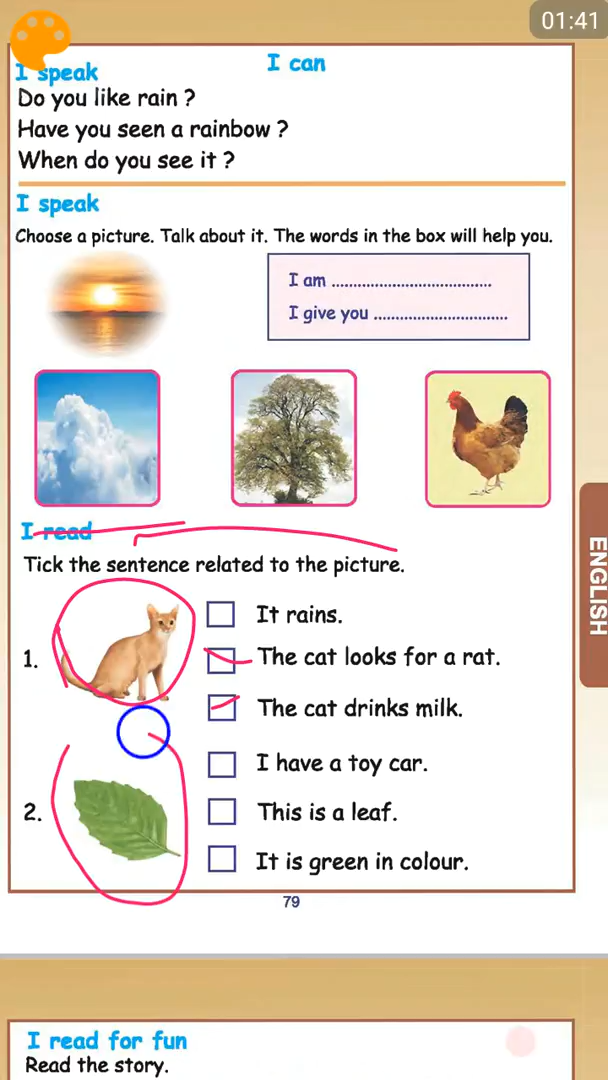 01:41
I can
I speak
Do you like rain ?
Have you seen a rainbow ?
When do you see it ?
I speak
Choose a picture. Talk about it. The words in the box will help you.
I am .....................................
I give you ...............................
I read
Tick the sentence related to the picture.
1.
It rains.
The cat looks for a rat.
The cat drinks milk.
2.
I have a toy car.
This is a leaf.
It is green in colour.
79
ENGLISH
I read for fun
Read the story.